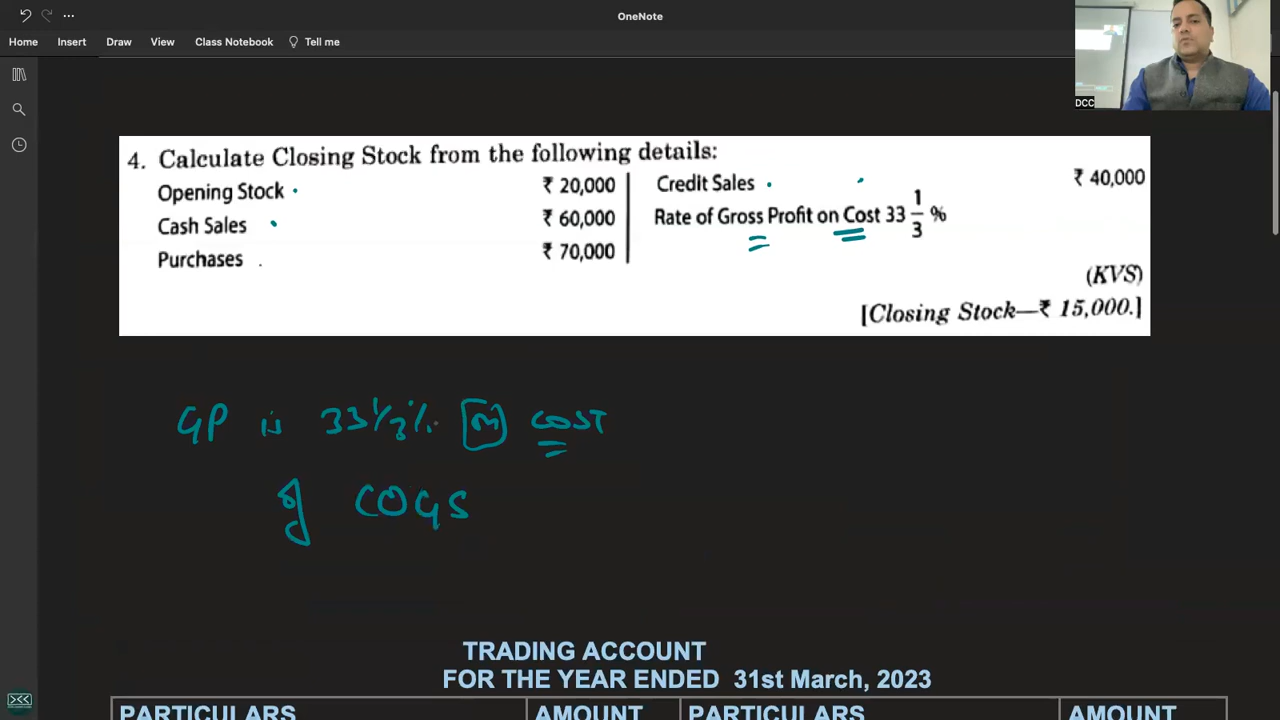 OneNote
Home Insert Draw View Class Notebook Tell me
DCC
4. Calculate Closing Stock from the following details:
Opening Stock ₹ 20,000
Cash Sales ₹ 60,000
Purchases ₹ 70,000
Credit Sales ₹ 40,000
Rate of Gross Profit on Cost 33 1/3 %
(KVS)
[Closing Stock—₹ 15,000.]
GP is 33 1/3 % on COST
of COGS
TRADING ACCOUNT
FOR THE YEAR ENDED 31st March, 2023
PARTICULARS AMOUNT PARTICULARS AMOUNT